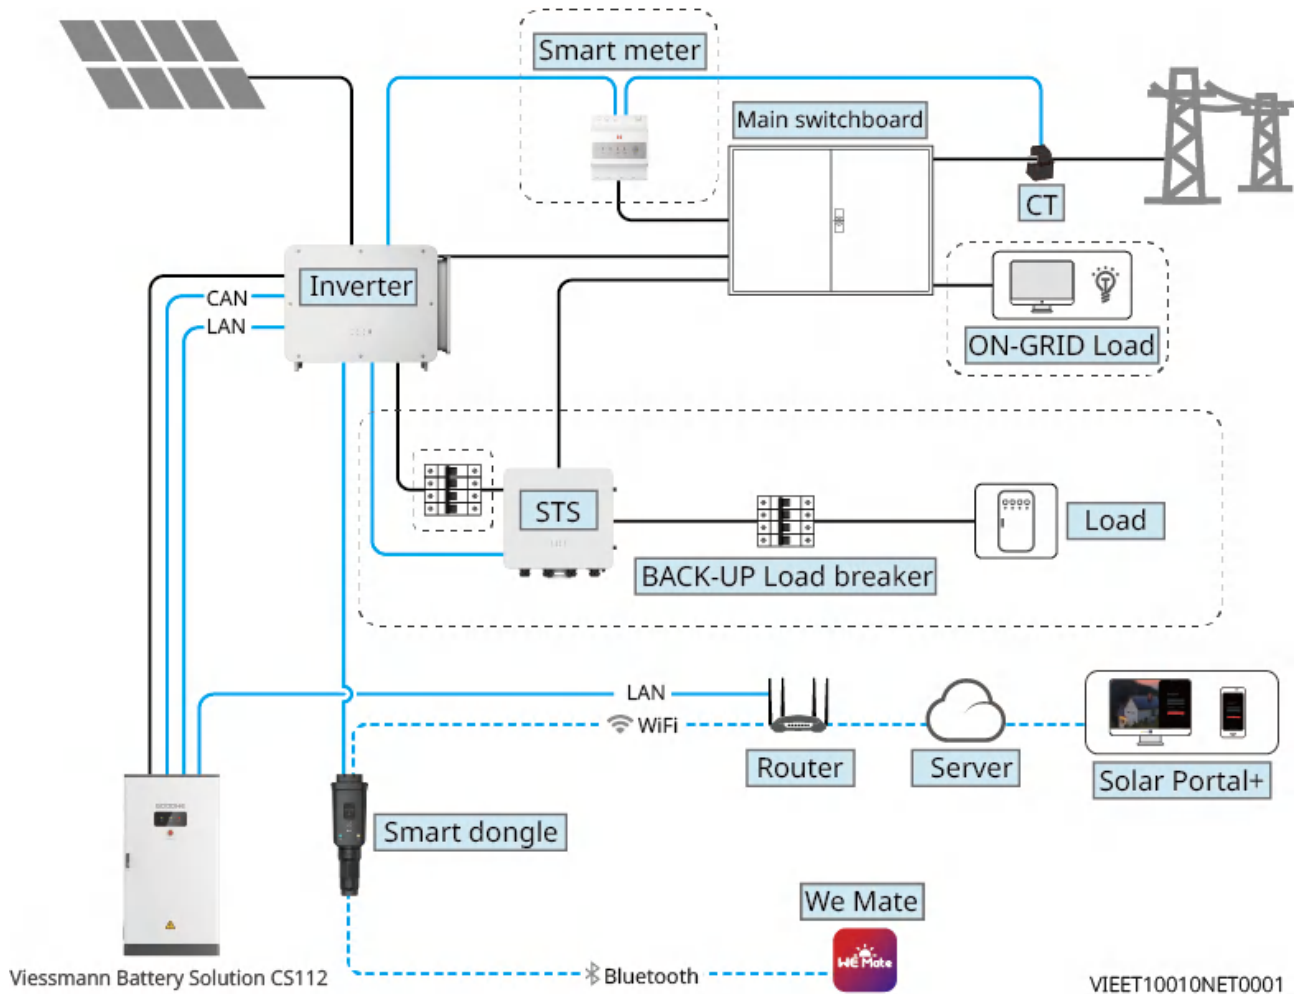 Smart meter
Main switchboard
CT
Inverter
CAN
LAN
ON-GRID Load
STS
Load
BACK-UP Load breaker
LAN
WiFi
Router
Server
Solar Portal+
Smart dongle
We Mate
WE Mate
Bluetooth
Viessmann Battery Solution CS112
VIEET10010NET0001